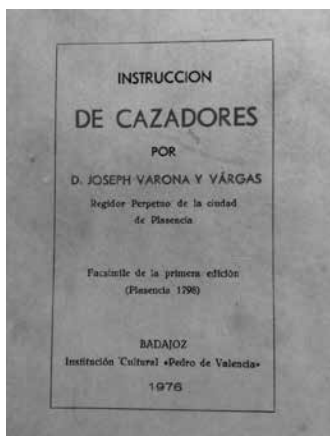 INSTRUCCION
DE CAZADORES
POR
D. JOSEPH VARONA Y VÁRGAS
Regidor Perpetuo de la ciudad
de Plasencia
Facsimile de la primera edición
(Plasencia 1798)
BADAJOZ
Institución Cultural «Pedro de Valencia»
1976